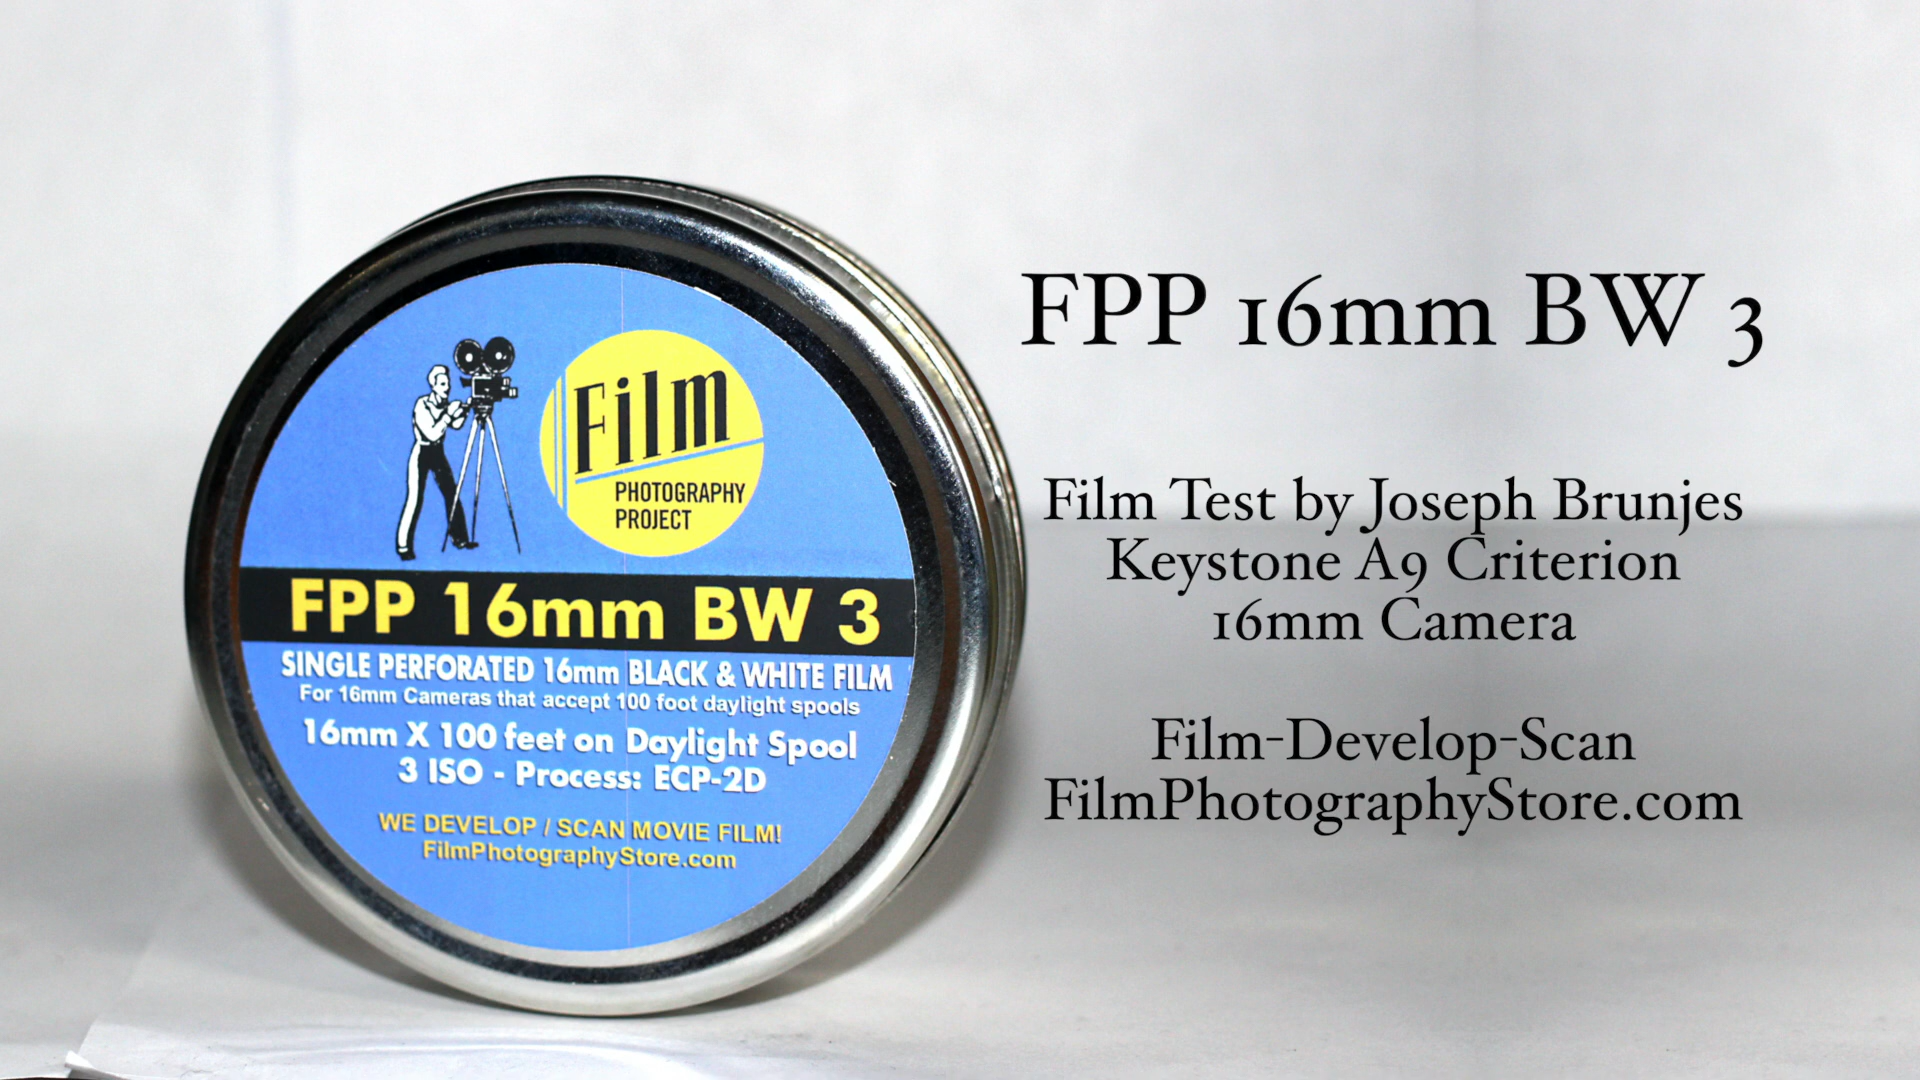 Film
PHOTOGRAPHY
PROJECT
FPP 16mm BW 3
SINGLE PERFORATED 16mm BLACK & WHITE FILM
For 16mm Cameras that accept 100 foot daylight spools
16mm X 100 feet on Daylight Spool
3 ISO - Process: ECP-2D
WE DEVELOP / SCAN MOVIE FILM!
FilmPhotographyStore.com
FPP 16mm BW 3
Film Test by Joseph Brunjes
Keystone A9 Criterion
16mm Camera
Film-Develop-Scan
FilmPhotographyStore.com